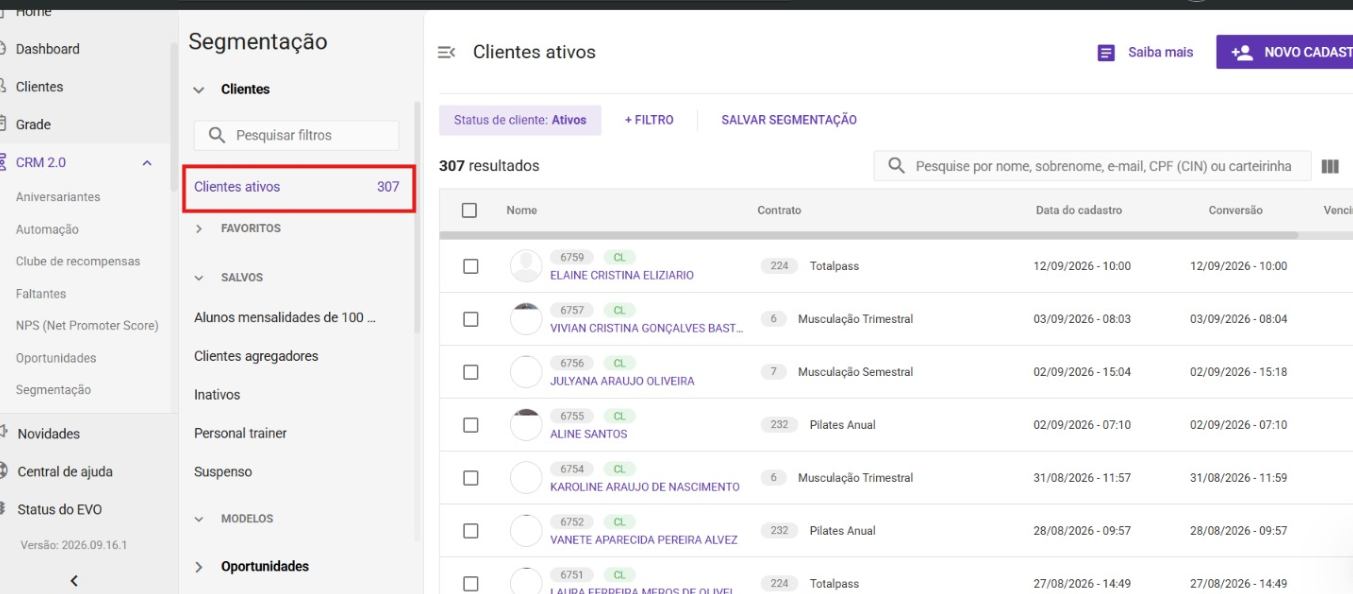 Home
Dashboard
Clientes
Grade
CRM 2.0
Aniversariantes
Automação
Clube de recompensas
Faltantes
NPS (Net Promoter Score)
Oportunidades
Segmentação
Novidades
Central de ajuda
Status do EVO
Versão: 2026.09.16.1
Segmentação
Clientes
Pesquisar filtros
Clientes ativos 307
FAVORITOS
SALVOS
Alunos mensalidades de 100 ...
Clientes agregadores
Inativos
Personal trainer
Suspenso
MODELOS
Oportunidades
Clientes ativos
Saiba mais
NOVO CADAST
Status de cliente: Ativos
+ FILTRO
SALVAR SEGMENTAÇÃO
307 resultados
Pesquise por nome, sobrenome, e-mail, CPF (CIN) ou carteirinha
Nome Contrato Data do cadastro Conversão Venci
6759 CL
ELAINE CRISTINA ELIZIARIO
224 Totalpass 12/09/2026 - 10:00 12/09/2026 - 10:00
6757 CL
VIVIAN CRISTINA GONÇALVES BAST...
6 Musculação Trimestral 03/09/2026 - 08:03 03/09/2026 - 08:04
6756 CL
JULYANA ARAUJO OLIVEIRA
7 Musculação Semestral 02/09/2026 - 15:04 02/09/2026 - 15:18
6755 CL
ALINE SANTOS
232 Pilates Anual 02/09/2026 - 07:10 02/09/2026 - 07:10
6754 CL
KAROLINE ARAUJO DE NASCIMENTO
6 Musculação Trimestral 31/08/2026 - 11:57 31/08/2026 - 11:59
6752 CL
VANETE APARECIDA PEREIRA ALVEZ
232 Pilates Anual 28/08/2026 - 09:57 28/08/2026 - 09:57
6751 CL
LAURA FERREIRA MEROS DE OLIVEI
224 Totalpass 27/08/2026 - 14:49 27/08/2026 - 14:49